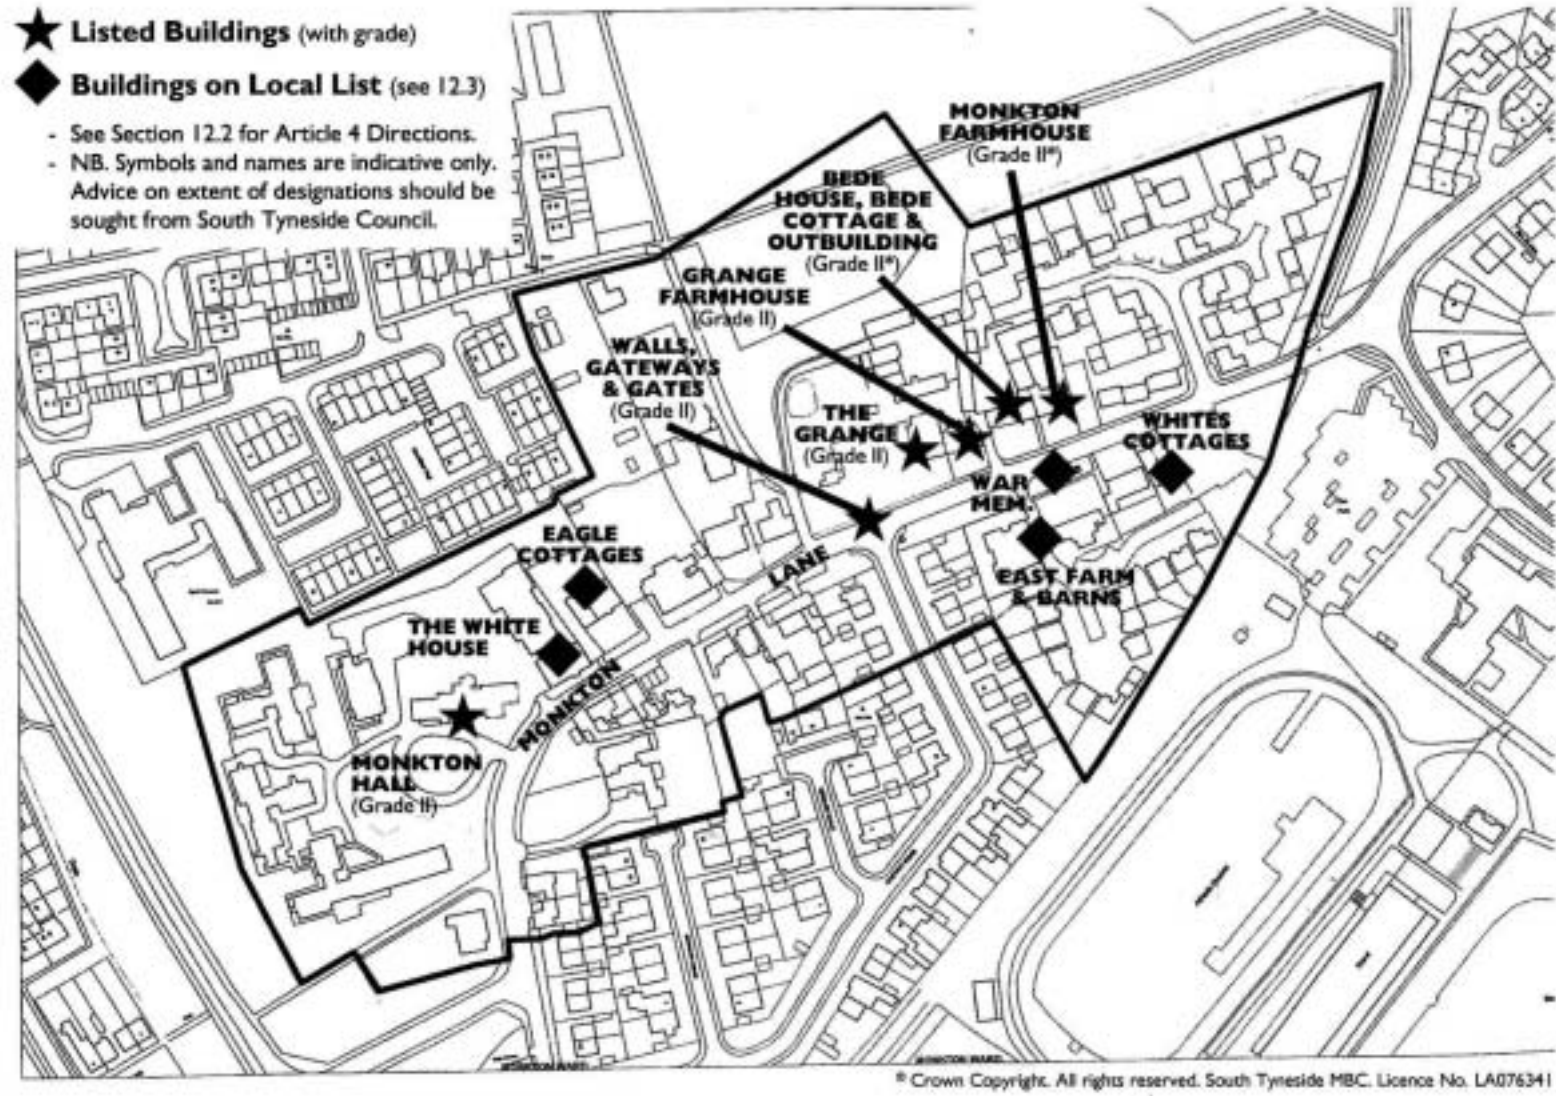 Listed Buildings (with grade)
Buildings on Local List (see 12.3)
- See Section 12.2 for Article 4 Directions.
- NB. Symbols and names are indicative only.
Advice on extent of designations should be
sought from South Tyneside Council.
MONKTON
FARMHOUSE
(Grade II*)
BEDE
HOUSE, BEDE
COTTAGE &
OUTBUILDING
(Grade II*)
GRANGE
FARMHOUSE
(Grade II)
WALLS,
GATEWAYS
& GATES
(Grade II)
THE
GRANGE
(Grade II)
WHITES
COTTAGES
WAR
MEM.
EAGLE
COTTAGES
EAST FARM
& BARNS
THE WHITE
HOUSE
MONKTON
LANE
MONKTON
HALL
(Grade II)
MONKTON WARD
MONKTON WARD
© Crown Copyright. All rights reserved. South Tyneside MBC. Licence No. LA076341